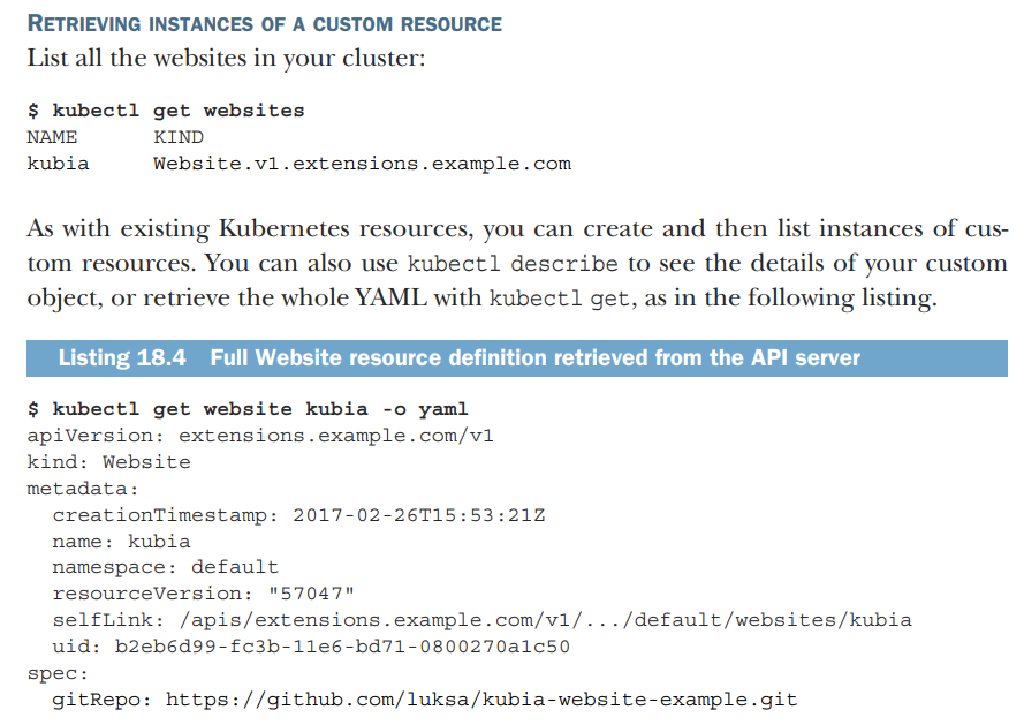 RETRIEVING INSTANCES OF A CUSTOM RESOURCE
List all the websites in your cluster:
$ kubectl get websites
NAME      KIND
kubia     Website.v1.extensions.example.com
As with existing Kubernetes resources, you can create and then list instances of cus-
tom resources. You can also use kubectl describe to see the details of your custom
object, or retrieve the whole YAML with kubectl get, as in the following listing.
Listing 18.4   Full Website resource definition retrieved from the API server
$ kubectl get website kubia -o yaml
apiVersion: extensions.example.com/v1
kind: Website
metadata:
  creationTimestamp: 2017-02-26T15:53:21Z
  name: kubia
  namespace: default
  resourceVersion: "57047"
  selfLink: /apis/extensions.example.com/v1/.../default/websites/kubia
  uid: b2eb6d99-fc3b-11e6-bd71-0800270a1c50
spec:
  gitRepo: https://github.com/luksa/kubia-website-example.git